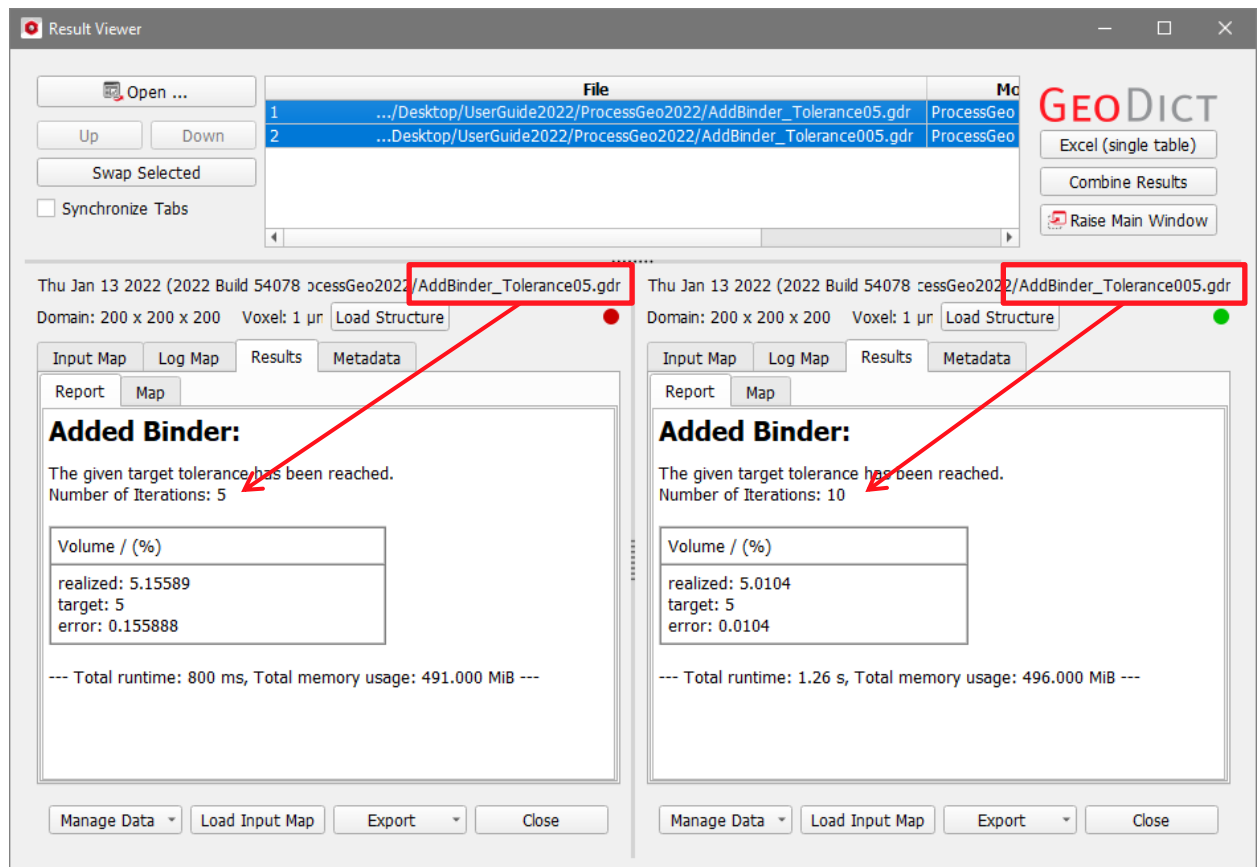 Result Viewer
Open ...
Up
Down
Swap Selected
Synchronize Tabs
File
Mo
1
.../Desktop/UserGuide2022/ProcessGeo2022/AddBinder_Tolerance05.gdr
ProcessGeo
2
...Desktop/UserGuide2022/ProcessGeo2022/AddBinder_Tolerance005.gdr
ProcessGeo
GEODICT
Excel (single table)
Combine Results
Raise Main Window
Thu Jan 13 2022 (2022 Build 54078 ocessGeo2022/AddBinder_Tolerance05.gdr
Domain: 200 x 200 x 200 Voxel: 1 µm Load Structure
Input Map Log Map Results Metadata
Report Map
Added Binder:
The given target tolerance has been reached.
Number of Iterations: 5
Volume / (%)
realized: 5.15589
target: 5
error: 0.155888
--- Total runtime: 800 ms, Total memory usage: 491.000 MiB ---
Manage Data Load Input Map Export Close
Thu Jan 13 2022 (2022 Build 54078 cessGeo2022/AddBinder_Tolerance005.gdr
Domain: 200 x 200 x 200 Voxel: 1 µm Load Structure
Input Map Log Map Results Metadata
Report Map
Added Binder:
The given target tolerance has been reached.
Number of Iterations: 10
Volume / (%)
realized: 5.0104
target: 5
error: 0.0104
--- Total runtime: 1.26 s, Total memory usage: 496.000 MiB ---
Manage Data Load Input Map Export Close